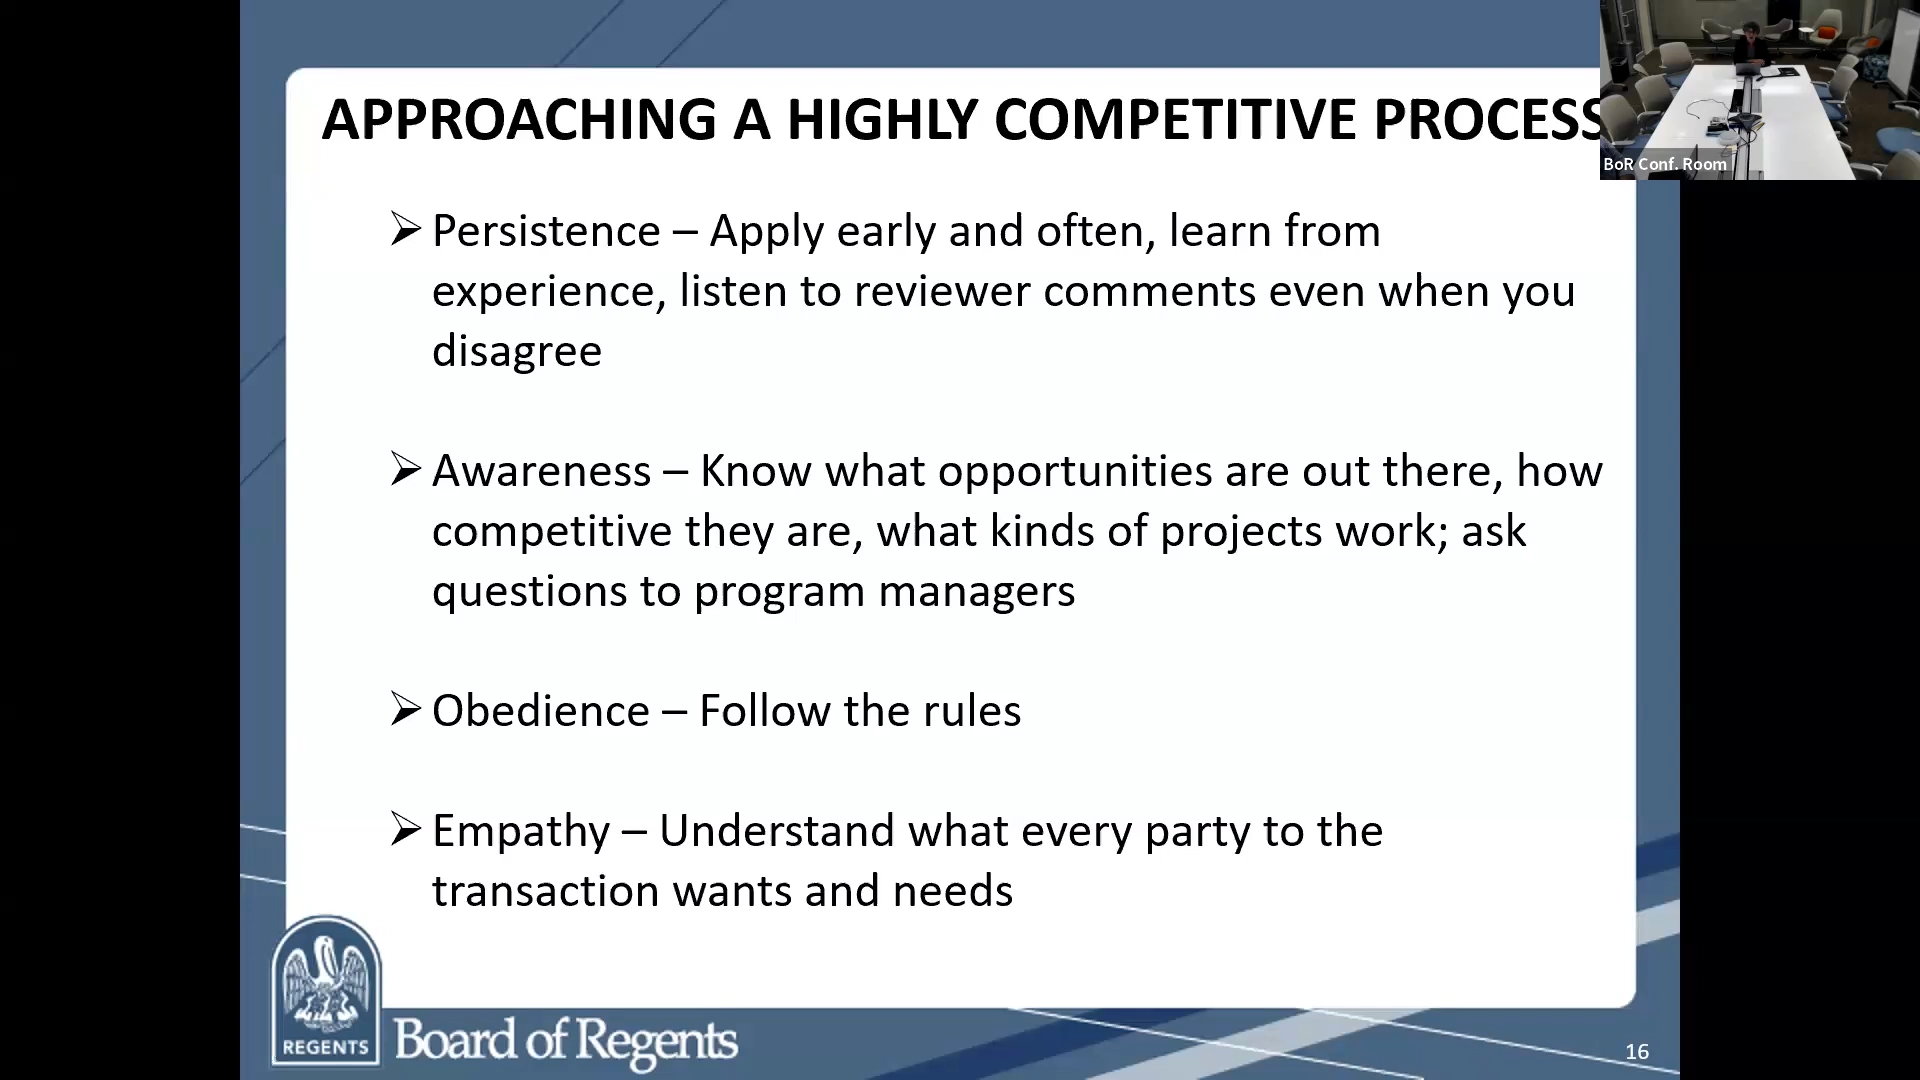 APPROACHING A HIGHLY COMPETITIVE PROCESS
BoR Conf. Room
➢ Persistence – Apply early and often, learn from
experience, listen to reviewer comments even when you
disagree
➢ Awareness – Know what opportunities are out there, how
competitive they are, what kinds of projects work; ask
questions to program managers
➢ Obedience – Follow the rules
➢ Empathy – Understand what every party to the
transaction wants and needs
REGENTS
Board of Regents
16